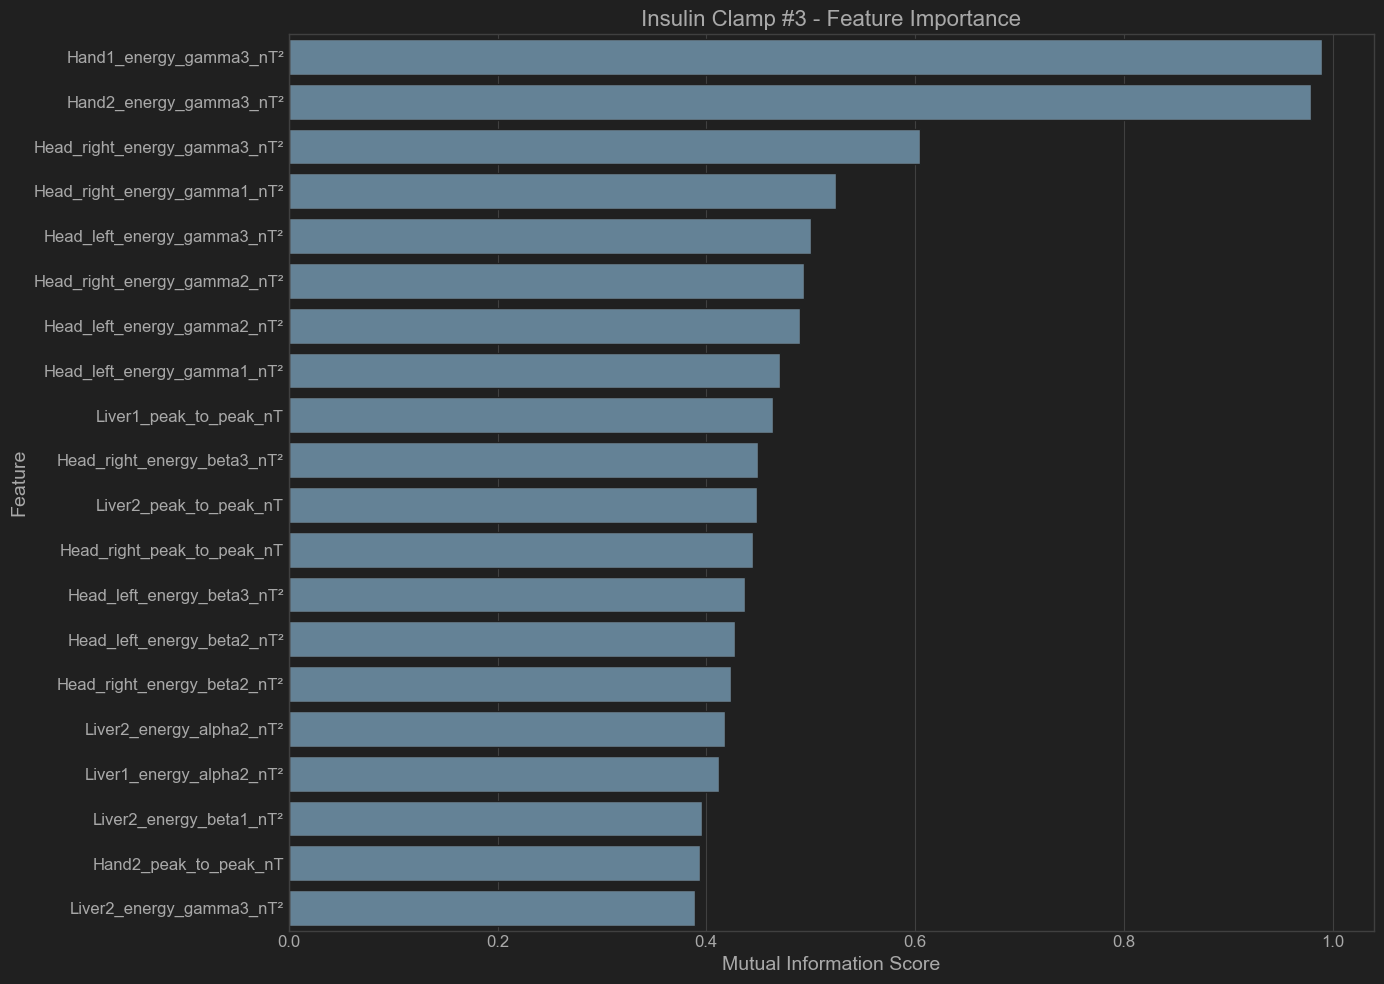 Insulin Clamp #3 - Feature Importance
Hand1_energy_gamma3_nT²
Hand2_energy_gamma3_nT²
Head_right_energy_gamma3_nT²
Head_right_energy_gamma1_nT²
Head_left_energy_gamma3_nT²
Head_right_energy_gamma2_nT²
Head_left_energy_gamma2_nT²
Head_left_energy_gamma1_nT²
Liver1_peak_to_peak_nT
Head_right_energy_beta3_nT²
Liver2_peak_to_peak_nT
Head_right_peak_to_peak_nT
Head_left_energy_beta3_nT²
Head_left_energy_beta2_nT²
Head_right_energy_beta2_nT²
Liver2_energy_alpha2_nT²
Liver1_energy_alpha2_nT²
Liver2_energy_beta1_nT²
Hand2_peak_to_peak_nT
Liver2_energy_gamma3_nT²
Feature
0.0 0.2 0.4 0.6 0.8 1.0
Mutual Information Score